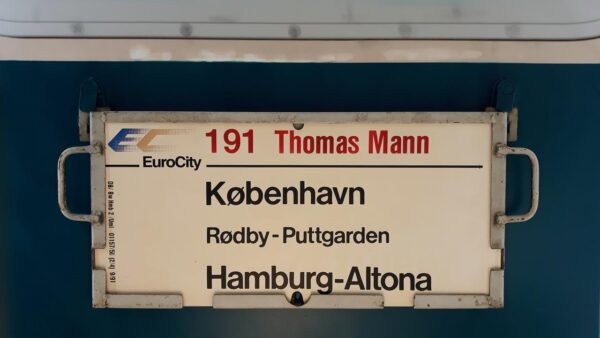 EC 191 Thomas Mann
EuroCity
København
Rødby-Puttgarden
Hamburg-Altona